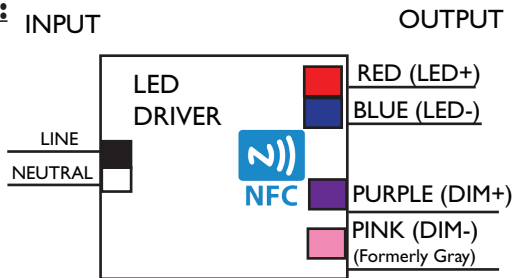 :
INPUT
OUTPUT
LED
DRIVER
RED (LED+)
BLUE (LED-)
LINE
NEUTRAL
NFC
PURPLE (DIM+)
PINK (DIM-)
(Formerly Gray)